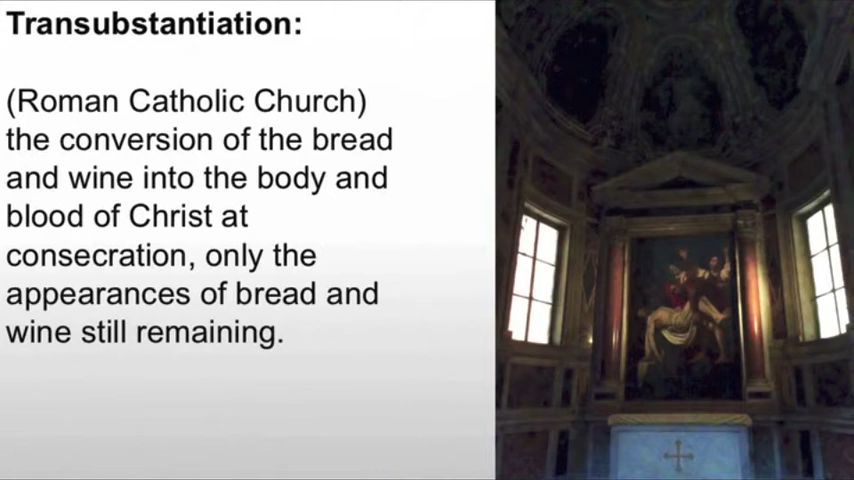 Transubstantiation:
(Roman Catholic Church)
the conversion of the bread
and wine into the body and
blood of Christ at
consecration, only the
appearances of bread and
wine still remaining.